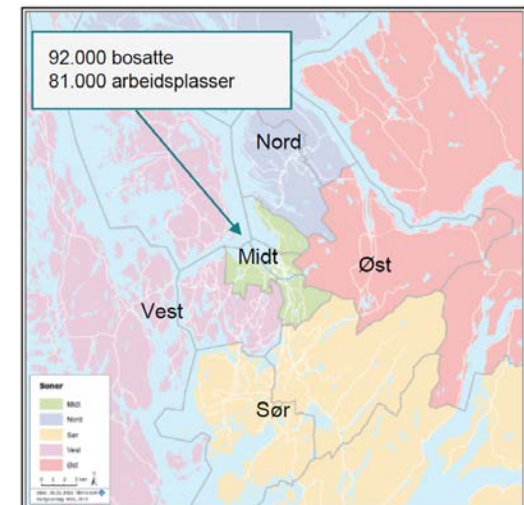 92.000 bosatte
81.000 arbeidsplasser
Nord
Midt
Øst
Vest
Sør
Soner
Midt
Nord
Sør
Vest
Øst